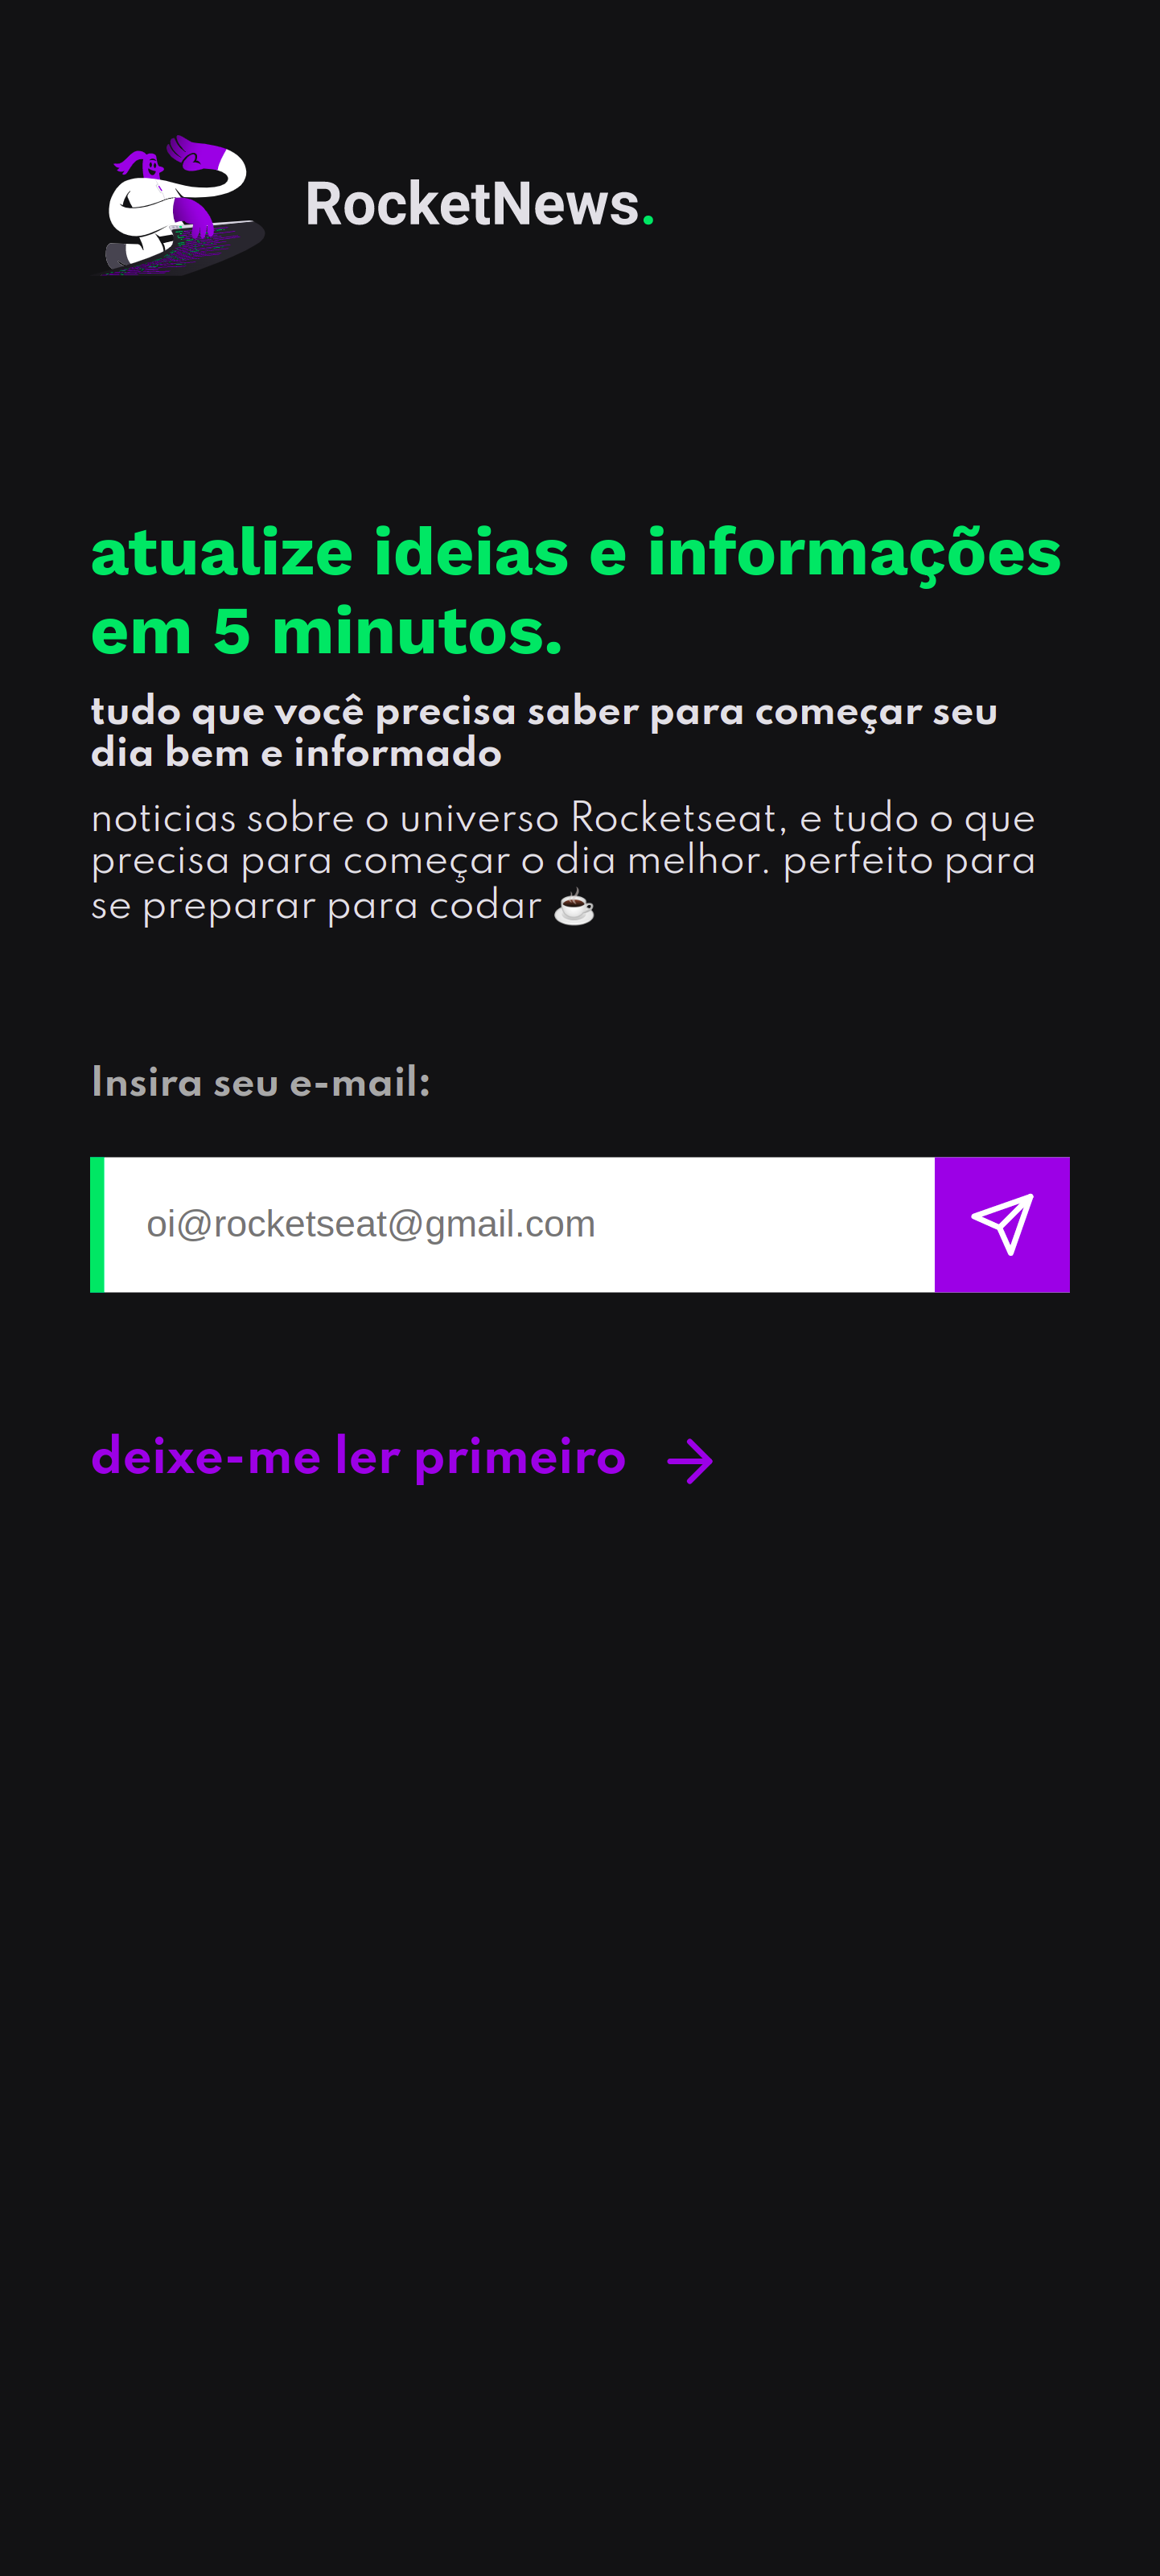 RocketNews.
atualize ideias e informações
em 5 minutos.
tudo que você precisa saber para começar seu
dia bem e informado
noticias sobre o universo Rocketseat, e tudo o que
precisa para começar o dia melhor. perfeito para
se preparar para codar ☕
Insira seu e-mail:
oi@rocketseat@gmail.com
deixe-me ler primeiro